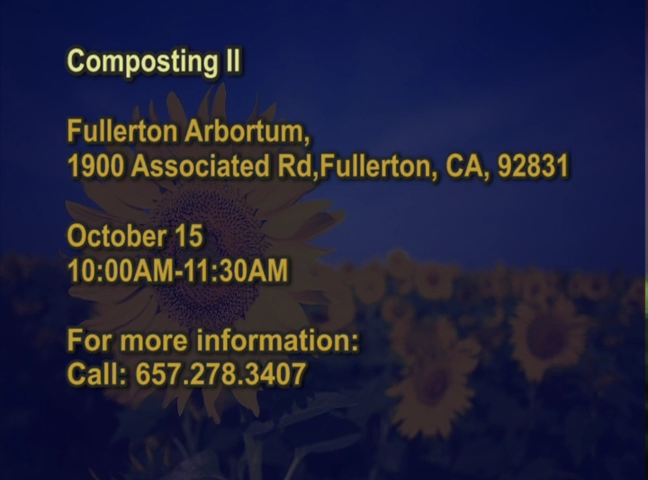 Composting II
Fullerton Arbortum,
1900 Associated Rd,Fullerton, CA, 92831
October 15
10:00AM-11:30AM
For more information:
Call: 657.278.3407